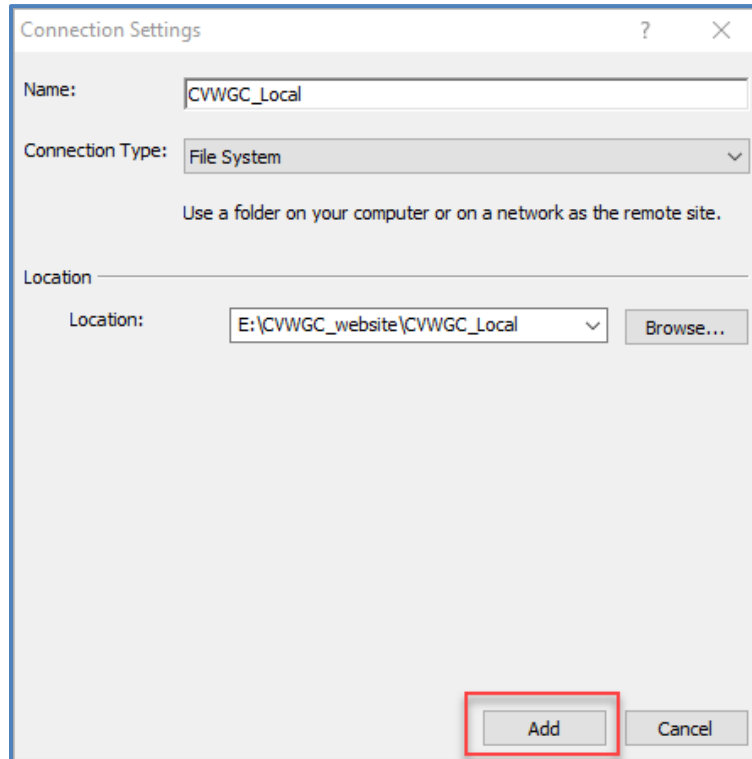 Connection Settings ?
Name: CVWGC_Local
Connection Type: File System
Use a folder on your computer or on a network as the remote site.
Location
Location: E:\CVWGC_website\CVWGC_Local Browse...
Add Cancel